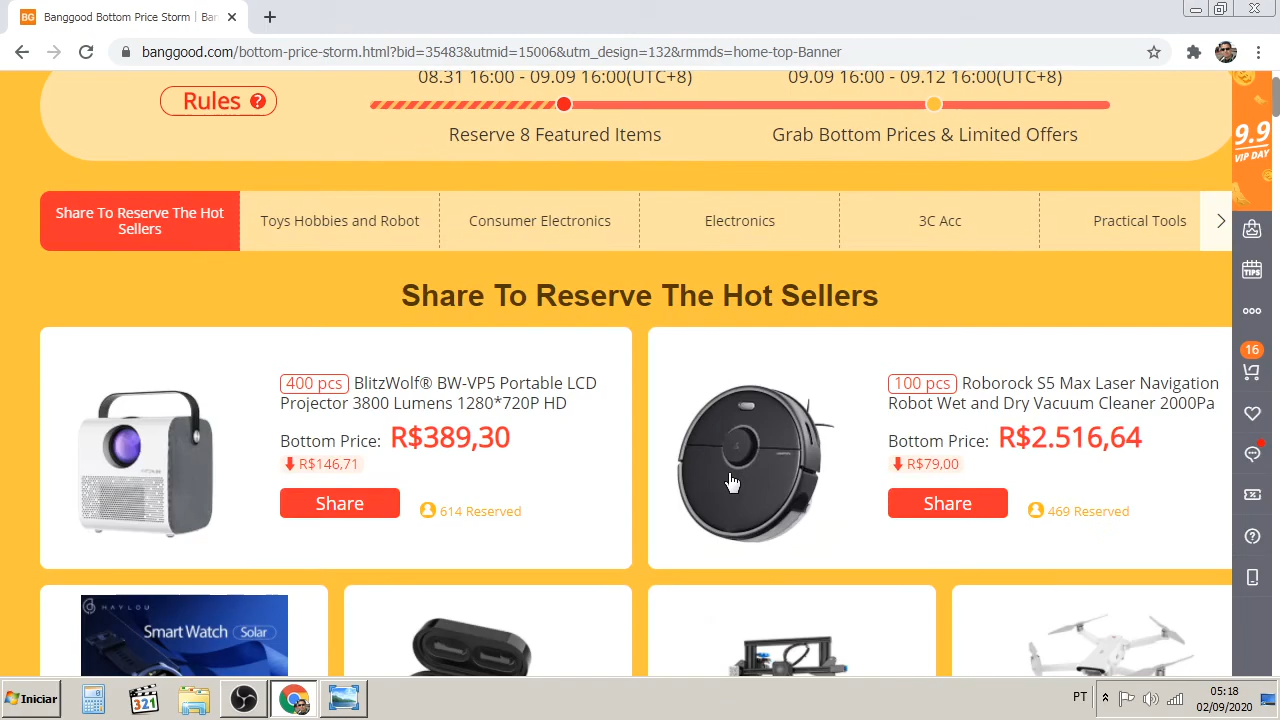 BG Banggood Bottom Price Storm | Ban
banggood.com/bottom-price-storm.html?bid=35483&utmid=15006&utm_design=132&rmmds=home-top-Banner
08.31 16:00 - 09.09 16:00(UTC+8)
09.09 16:00 - 09.12 16:00(UTC+8)
Rules ?
Reserve 8 Featured Items
Grab Bottom Prices & Limited Offers
9.9
VIP DAY
Share To Reserve The Hot
Sellers
Toys Hobbies and Robot
Consumer Electronics
Electronics
3C Acc
Practical Tools
TIPS
Share To Reserve The Hot Sellers
16
400 pcs BlitzWolf® BW-VP5 Portable LCD
Projector 3800 Lumens 1280*720P HD
Bottom Price: R$389,30
R$146,71
Share
614 Reserved
100 pcs Roborock S5 Max Laser Navigation
Robot Wet and Dry Vacuum Cleaner 2000Pa
Bottom Price: R$2.516,64
R$79,00
Share
469 Reserved
HAYLOU
Smart Watch Solar
Iniciar
321
PT
05:18
02/09/2020